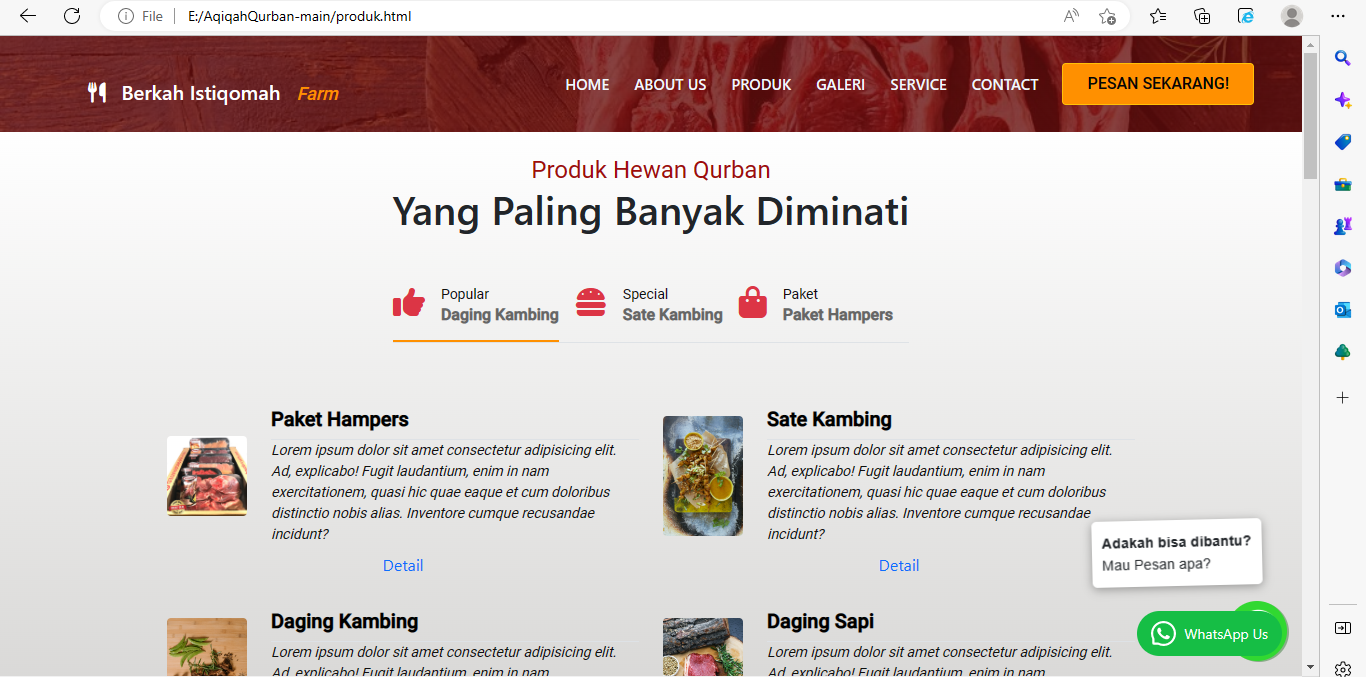 File
E:/AqiqahQurban-main/produk.html
Berkah Istiqomah Farm
HOME
ABOUT US
PRODUK
GALERI
SERVICE
CONTACT
PESAN SEKARANG!
Produk Hewan Qurban
Yang Paling Banyak Diminati
Popular
Daging Kambing
Special
Sate Kambing
Paket
Paket Hampers
Paket Hampers
Lorem ipsum dolor sit amet consectetur adipisicing elit.
Ad, explicabo! Fugit laudantium, enim in nam
exercitationem, quasi hic quae eaque et cum doloribus
distinctio nobis alias. Inventore cumque recusandae
incidunt?
Detail
Sate Kambing
Lorem ipsum dolor sit amet consectetur adipisicing elit.
Ad, explicabo! Fugit laudantium, enim in nam
exercitationem, quasi hic quae eaque et cum doloribus
distinctio nobis alias. Inventore cumque recusandae
incidunt?
Detail
Adakah bisa dibantu?
Mau Pesan apa?
Daging Kambing
Lorem ipsum dolor sit amet consectetur adipisicing elit.
Ad, explicabo! Fugit laudantium, enim in nam
Daging Sapi
Lorem ipsum dolor sit amet consectetur adipisicing elit.
Ad, explicabo! Fugit laudantium, enim in nam
WhatsApp Us